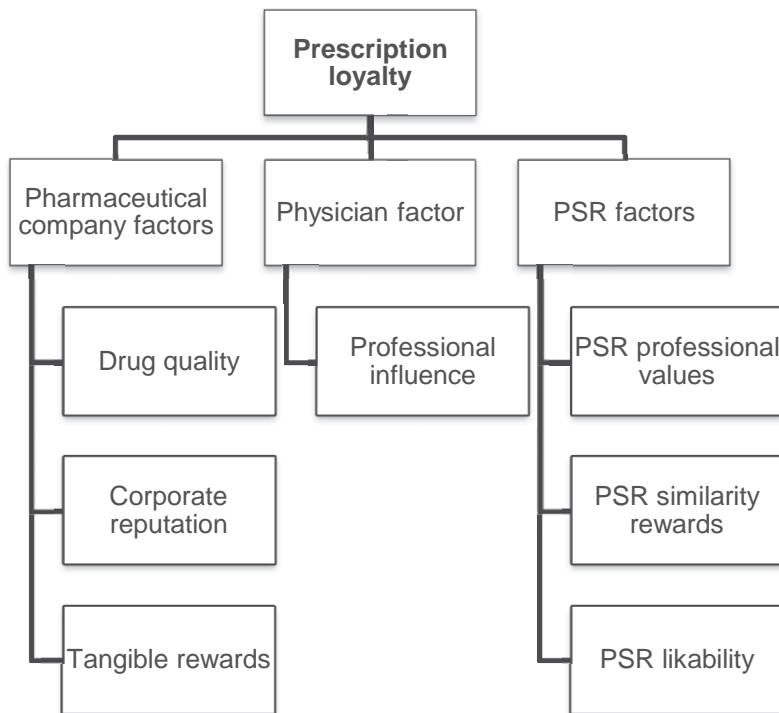 Prescription
loyalty
Pharmaceutical
company factors
Physician factor
PSR factors
Drug quality
Professional
influence
PSR professional
values
Corporate
reputation
PSR similarity
rewards
Tangible rewards
PSR likability